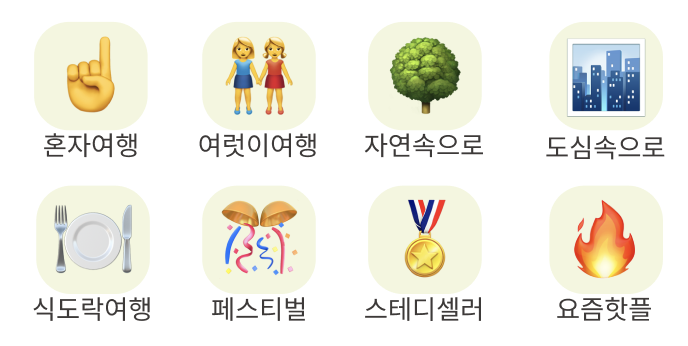 혼자여행
여럿이여행
자연속으로
도심속으로
식도락여행
페스티벌
스테디셀러
요즘핫플